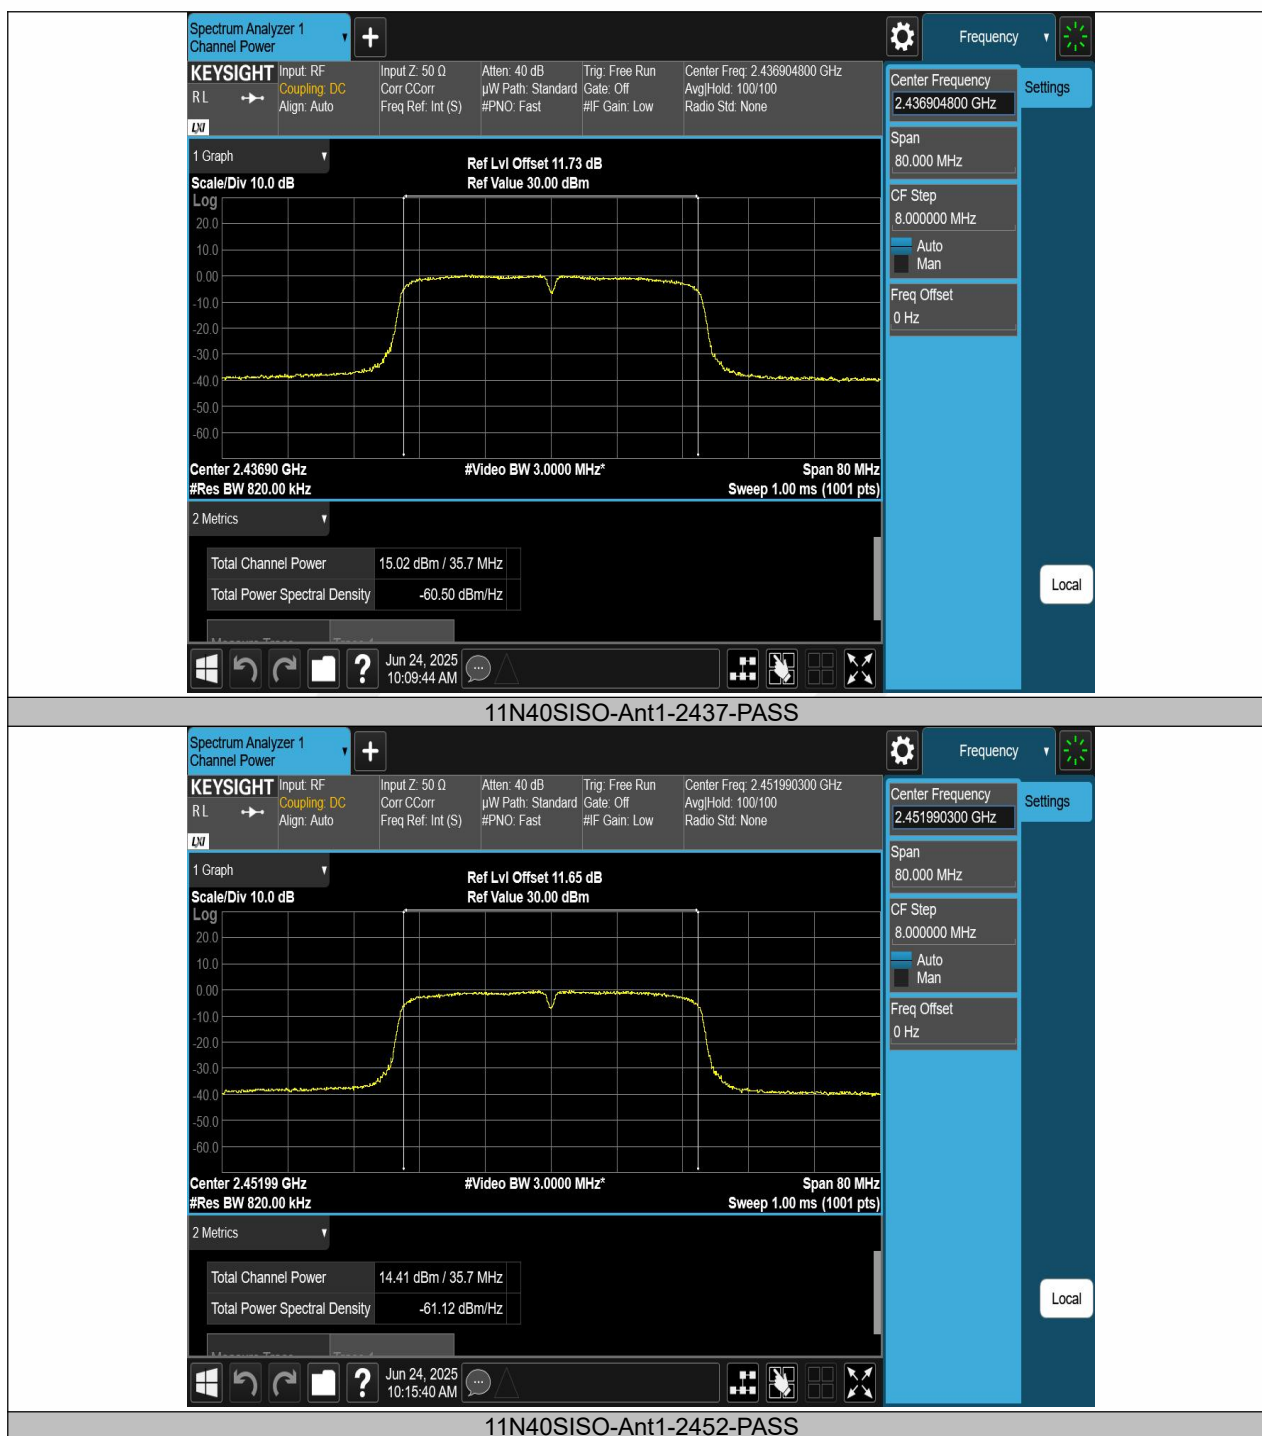 Spectrum Analyzer 1
Channel Power
Frequency
KEYSIGHT
R L
LXI
Input: RF
Coupling: DC
Align: Auto
Input Z: 50 Ω
Corr CCorr
Freq Ref: Int (S)
Atten: 40 dB
µW Path: Standard
#PNO: Fast
Trig: Free Run
Gate: Off
#IF Gain: Low
Center Freq: 2.436904800 GHz
Avg|Hold: 100/100
Radio Std: None
Center Frequency
2.436904800 GHz
Settings
Span
80.000 MHz
CF Step
8.000000 MHz
Auto
Man
Freq Offset
0 Hz
Local
1 Graph
Scale/Div 10.0 dB
Ref Lvl Offset 11.73 dB
Ref Value 30.00 dBm
Log
20.0
10.0
0.00
-10.0
-20.0
-30.0
-40.0
-50.0
-60.0
Center 2.43690 GHz
#Video BW 3.0000 MHz*
Span 80 MHz
#Res BW 820.00 kHz
Sweep 1.00 ms (1001 pts)
2 Metrics
Total Channel Power 15.02 dBm / 35.7 MHz
Total Power Spectral Density -60.50 dBm/Hz
?
Jun 24, 2025
10:09:44 AM
11N40SISO-Ant1-2437-PASS
Spectrum Analyzer 1
Channel Power
Frequency
KEYSIGHT
R L
LXI
Input: RF
Coupling: DC
Align: Auto
Input Z: 50 Ω
Corr CCorr
Freq Ref: Int (S)
Atten: 40 dB
µW Path: Standard
#PNO: Fast
Trig: Free Run
Gate: Off
#IF Gain: Low
Center Freq: 2.451990300 GHz
Avg|Hold: 100/100
Radio Std: None
Center Frequency
2.451990300 GHz
Settings
Span
80.000 MHz
CF Step
8.000000 MHz
Auto
Man
Freq Offset
0 Hz
Local
1 Graph
Scale/Div 10.0 dB
Ref Lvl Offset 11.65 dB
Ref Value 30.00 dBm
Log
20.0
10.0
0.00
-10.0
-20.0
-30.0
-40.0
-50.0
-60.0
Center 2.45199 GHz
#Video BW 3.0000 MHz*
Span 80 MHz
#Res BW 820.00 kHz
Sweep 1.00 ms (1001 pts)
2 Metrics
Total Channel Power 14.41 dBm / 35.7 MHz
Total Power Spectral Density -61.12 dBm/Hz
?
Jun 24, 2025
10:15:40 AM
11N40SISO-Ant1-2452-PASS